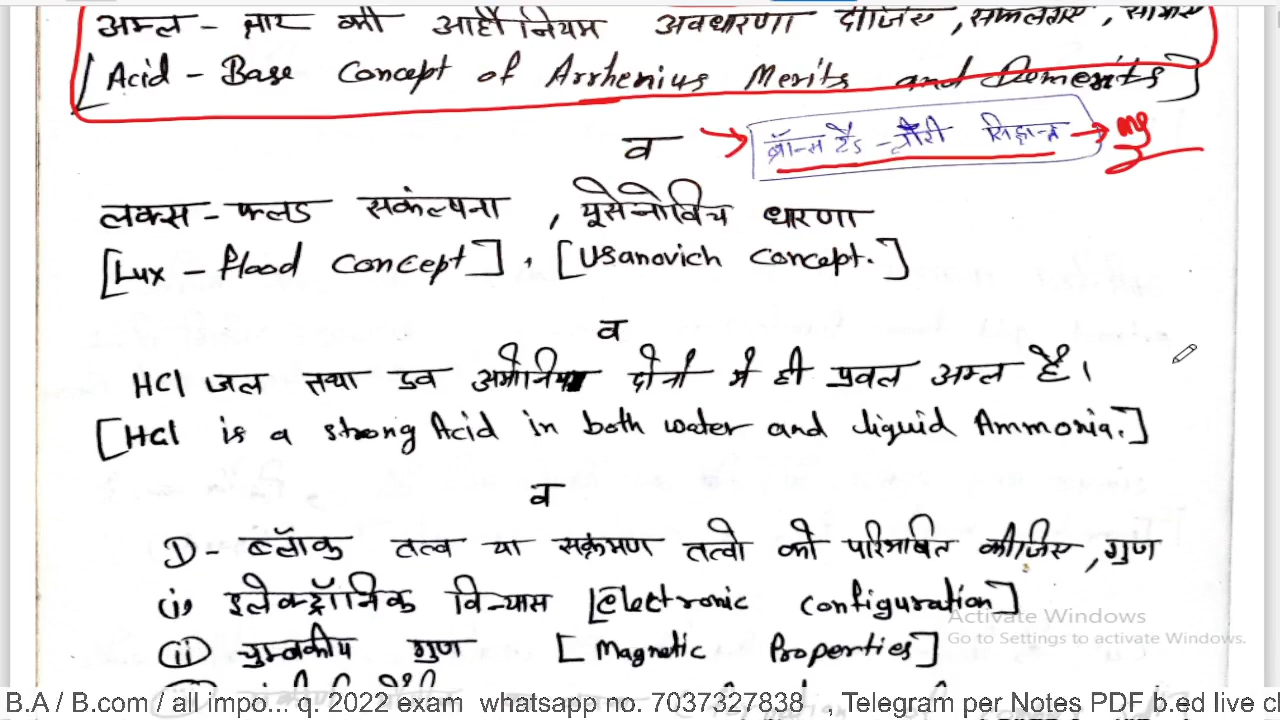 अम्ल - क्षार की आर्हीनियम अवधारणा दीजिए, सफलताए,
[Acid - Base Concept of Arrhenius Merits and Demerits]
व
ब्रॉन्सटैड - लौरी सिद्धान्त
लक्स - फ्लड संकल्पना , यूसेनोविच धारणा
[Lux - flood concept] , [Usanovich concept.]
व
HCl जल तथा द्रव अमोनिया दोनों में ही प्रबल अम्ल है।
[HCl is a strong Acid in both water and liquid Ammonia.]
व
D- ब्लॉक तत्व या संक्रमण तत्वो को परिभाषित कीजिए, गुण
(i) इलेक्ट्रॉनिक विन्यास [Electronic configuration]
(ii) चुम्बकीय गुण [Magnetic Properties]
Activate Windows
Go to Settings to activate Windows.
B.A / B.com / all impo... q. 2022 exam whatsapp no. 7037327838 , Telegram per Notes PDF b.ed live cl